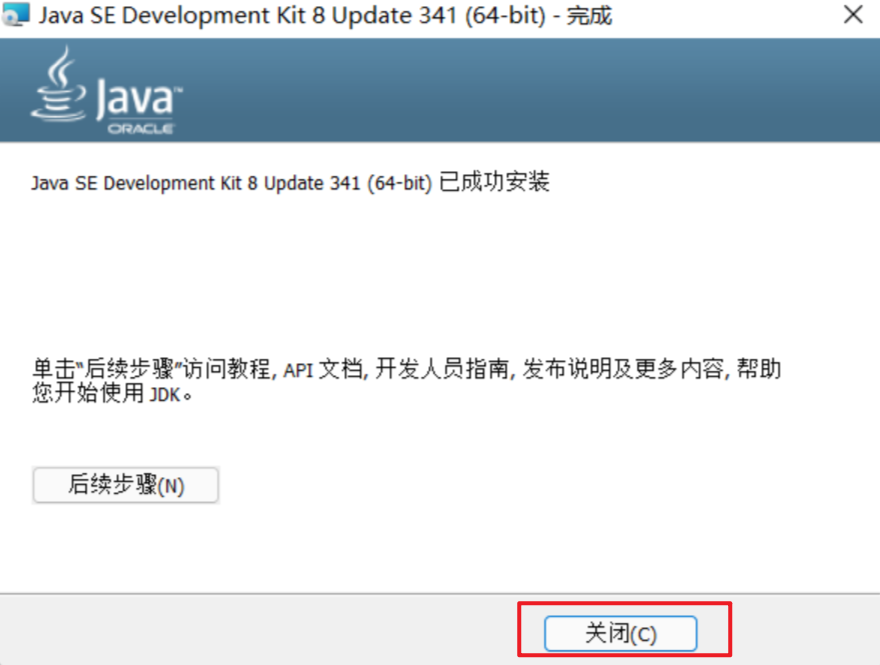 Java SE Development Kit 8 Update 341 (64-bit) - 完成
Java™
ORACLE
Java SE Development Kit 8 Update 341 (64-bit) 已成功安装
单击“后续步骤”访问教程, API 文档, 开发人员指南, 发布说明及更多内容, 帮助
您开始使用 JDK。
后续步骤(N)
关闭(C)